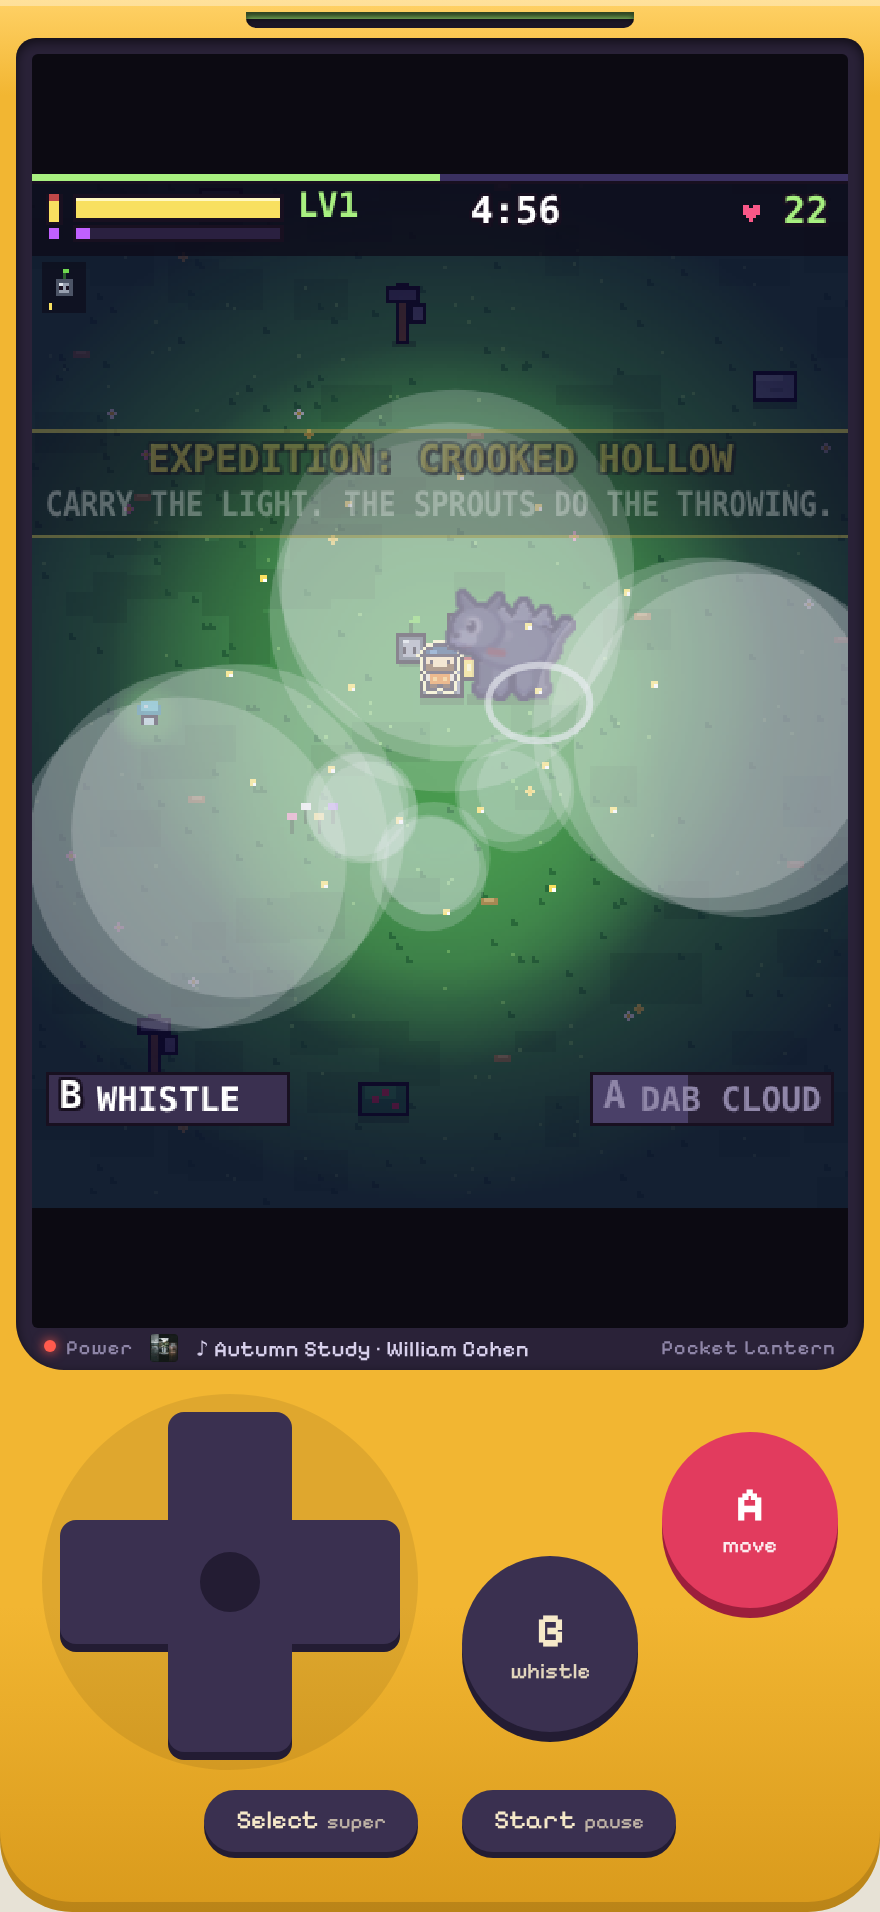 LV1
4:56
22
EXPEDITION: CROOKED HOLLOW
CARRY THE LIGHT. THE SPROUTS DO THE THROWING.
B WHISTLE
A DAB CLOUD
Power
♪ Autumn Study · William Cohen
Pocket Lantern
A
move
B
whistle
Select super
Start pause